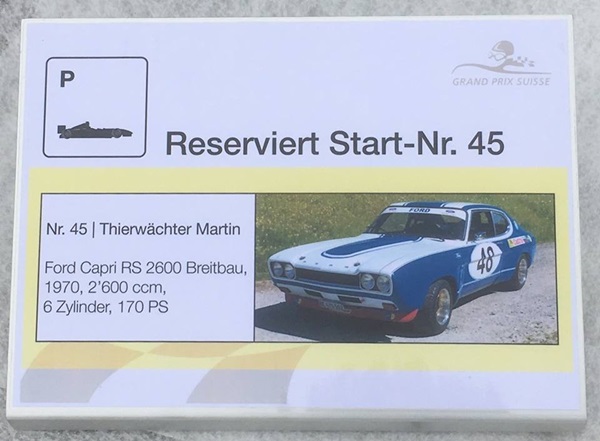 P
GRAND PRIX SUISSE
Reserviert Start-Nr. 45
Nr. 45 | Thierwächter Martin
Ford Capri RS 2600 Breitbau,
1970, 2'600 ccm,
6 Zylinder, 170 PS
FORD
48